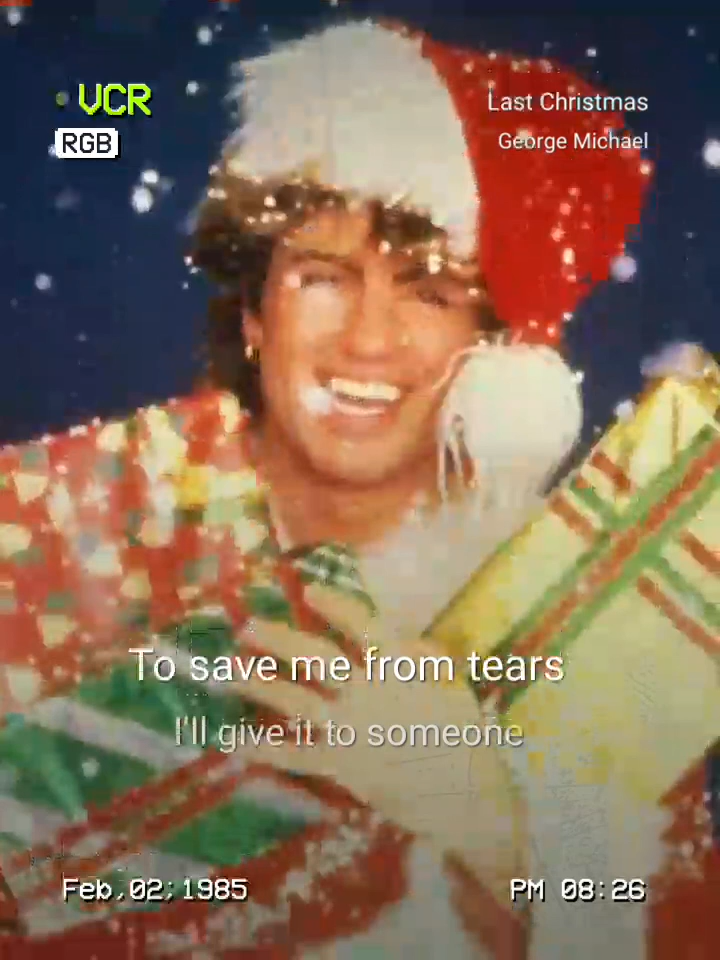 VCR
Last Christmas
RGB
George Michael
To save me from tears
I'll give it to someone
Feb,02;1985
PM 08:26